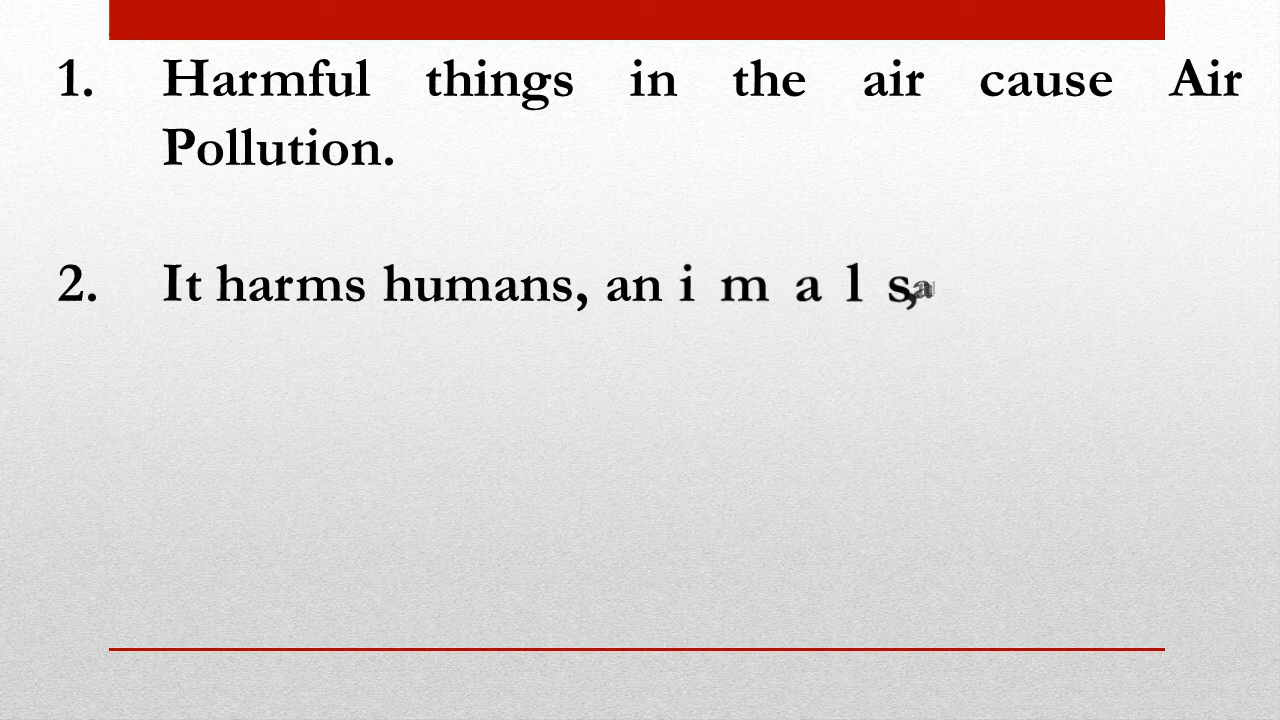 1. Harmful things in the air cause Air
Pollution.
2. It harms humans, animals,